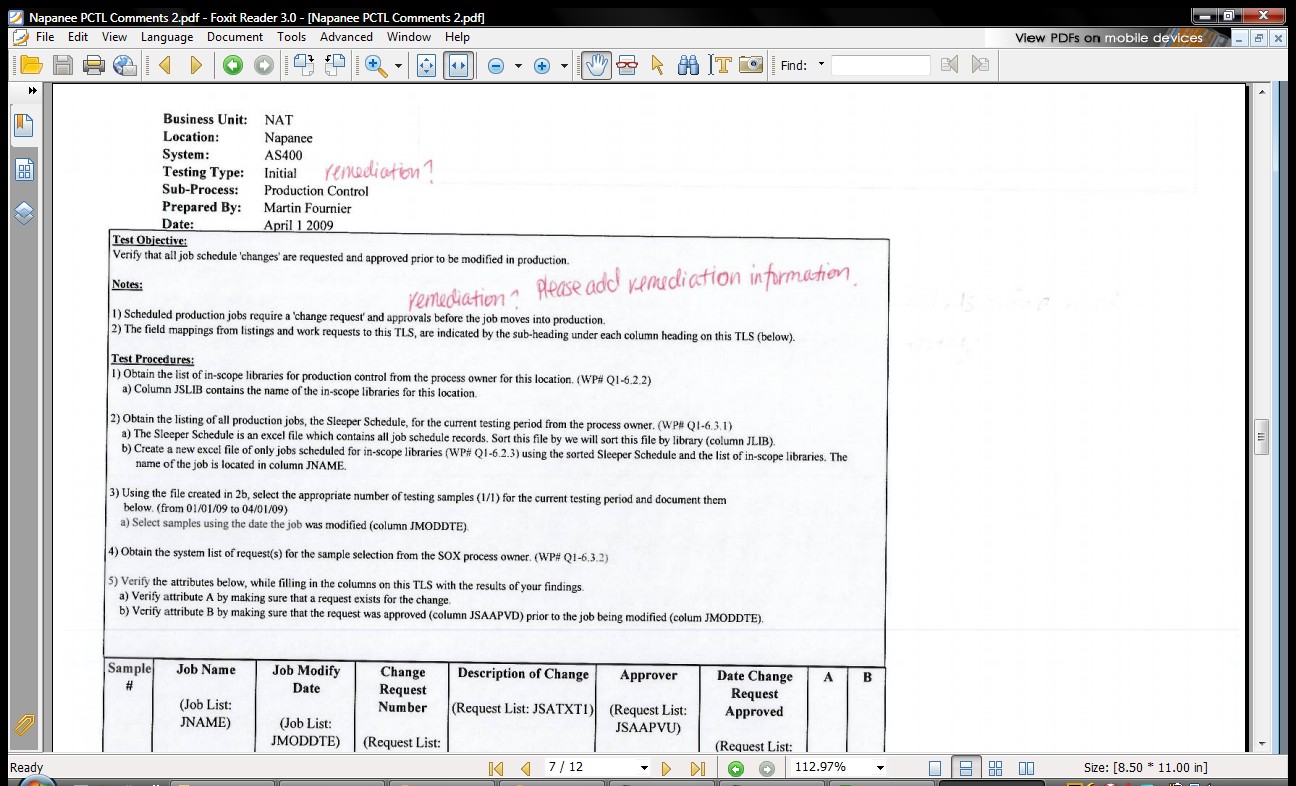 Napanee PCTL Comments 2.pdf - Foxit Reader 3.0 - [Napanee PCTL Comments 2.pdf]
File Edit View Language Document Tools Advanced Window Help
View PDFs on mobile devices
Find:
Business Unit: NAT
Location: Napanee
System: AS400
Testing Type: Initial remediation?
Sub-Process: Production Control
Prepared By: Martin Fournier
Date: April 1 2009
Test Objective:
Verify that all job schedule 'changes' are requested and approved prior to be modified in production.
Notes:
remediation? Please add remediation information.
1) Scheduled production jobs require a 'change request' and approvals before the job moves into production.
2) The field mappings from listings and work requests to this TLS, are indicated by the sub-heading under each column heading on this TLS (below).
Test Procedures:
1) Obtain the list of in-scope libraries for production control from the process owner for this location. (WP# Q1-6.2.2)
a) Column JSLIB contains the name of the in-scope libraries for this location.
2) Obtain the listing of all production jobs, the Sleeper Schedule, for the current testing period from the process owner. (WP# Q1-6.3.1)
a) The Sleeper Schedule is an excel file which contains all job schedule records. Sort this file by we will sort this file by library (column JLIB).
b) Create a new excel file of only jobs scheduled for in-scope libraries (WP# Q1-6.2.3) using the sorted Sleeper Schedule and the list of in-scope libraries. The
name of the job is located in column JNAME.
3) Using the file created in 2b, select the appropriate number of testing samples (1/1) for the current testing period and document them
below. (from 01/01/09 to 04/01/09)
a) Select samples using the date the job was modified (column JMODDTE).
4) Obtain the system list of request(s) for the sample selection from the SOX process owner. (WP# Q1-6.3.2)
5) Verify the attributes below, while filling in the columns on this TLS with the results of your findings.
a) Verify attribute A by making sure that a request exists for the change.
b) Verify attribute B by making sure that the request was approved (column JSAAPVD) prior to the job being modified (colum JMODDTE).
Sample # Job Name Job Modify Date Change Request Number Description of Change Approver Date Change Request Approved A B
(Job List: JNAME) (Job List: JMODDTE) (Request List: (Request List: JSATXT1) (Request List: JSAAPVU) (Request List:
Ready 7 / 12 112.97% Size: [8.50 * 11.00 in]